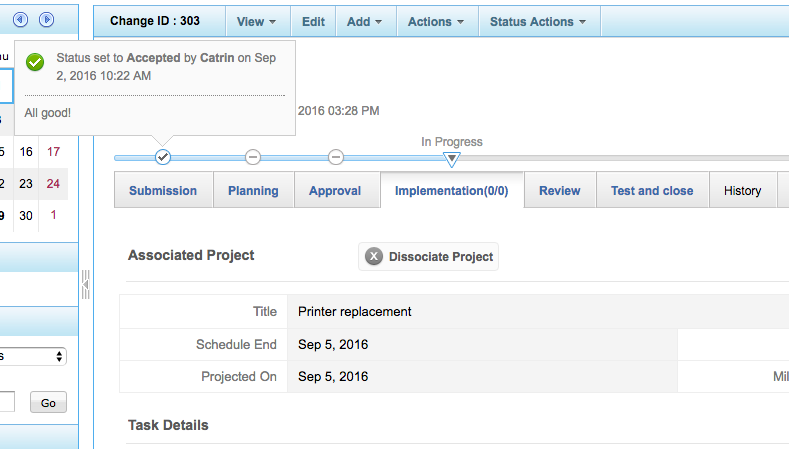 Change ID : 303
View
Edit
Add
Actions
Status Actions
nu
Status set to Accepted by Catrin on Sep
2, 2016 10:22 AM
All good!
2016 03:28 PM
In Progress
16 17
23 24
30 1
Submission
Planning
Approval
Implementation(0/0)
Review
Test and close
History
Associated Project
X Dissociate Project
Title Printer replacement
Schedule End Sep 5, 2016
Projected On Sep 5, 2016
Mil
s
Go
Task Details